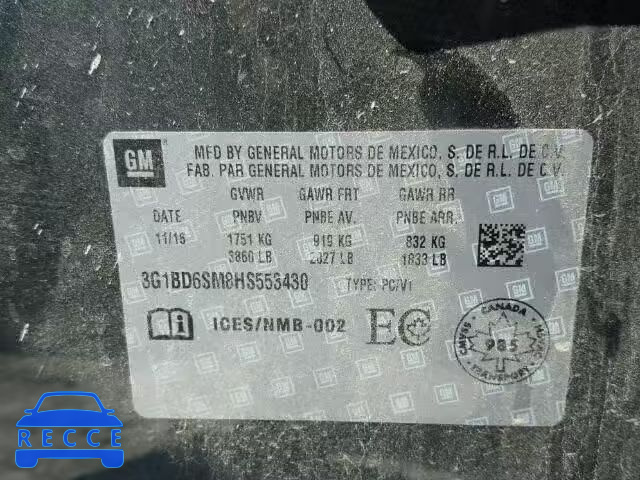 GM ®
MFD BY GENERAL MOTORS DE MEXICO, S. DE R.L. DE C.V.
FAB. PAR GENERAL MOTORS DE MEXICO, S. DE R.L. DE C.V.
GVWR GAWR FRT GAWR RR
DATE PNBV PNBE AV. PNBE ARR.
11/16 1751 KG 919 KG 832 KG
3860 LB 2027 LB 1833 LB
3G1BD6SM8HS553430 TYPE: PC/V1
i ICES/NMB-002 EC
CANADA
985
TRANSPORT
RECCE